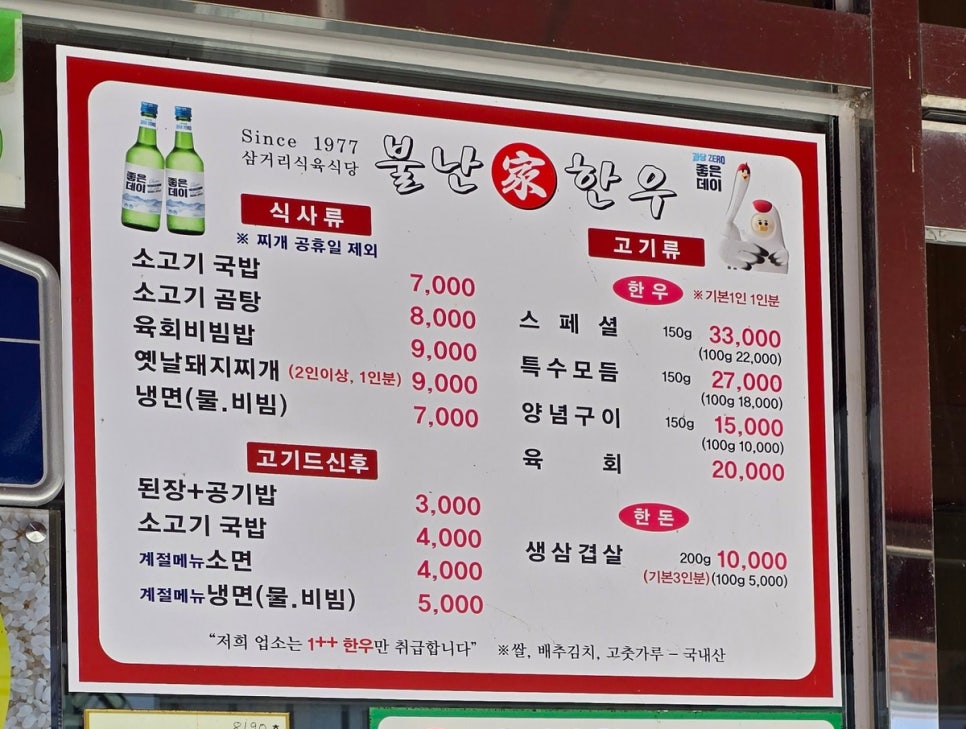 Since 1977
삼거리식육식당
불난 家 한우
좋은
데이
좋은
데이
과당 ZERO
좋은
데이
식사류
※ 찌개 공휴일 제외
소고기 국밥 7,000
소고기 곰탕 8,000
육회비빔밥 9,000
옛날돼지찌개 (2인이상, 1인분) 9,000
냉면(물.비빔) 7,000
고기드신후
된장+공기밥 3,000
소고기 국밥 4,000
계절메뉴 소면 4,000
계절메뉴 냉면(물.비빔) 5,000
고기류
한우 ※기본1인 1인분
스페셜 150g 33,000
(100g 22,000)
특수모듬 150g 27,000
(100g 18,000)
양념구이 150g 15,000
(100g 10,000)
육회 20,000
한돈
생삼겹살 200g 10,000
(기본3인분) (100g 5,000)
“저희 업소는 1++ 한우만 취급합니다” ※쌀, 배추김치, 고춧가루 – 국내산
8190★